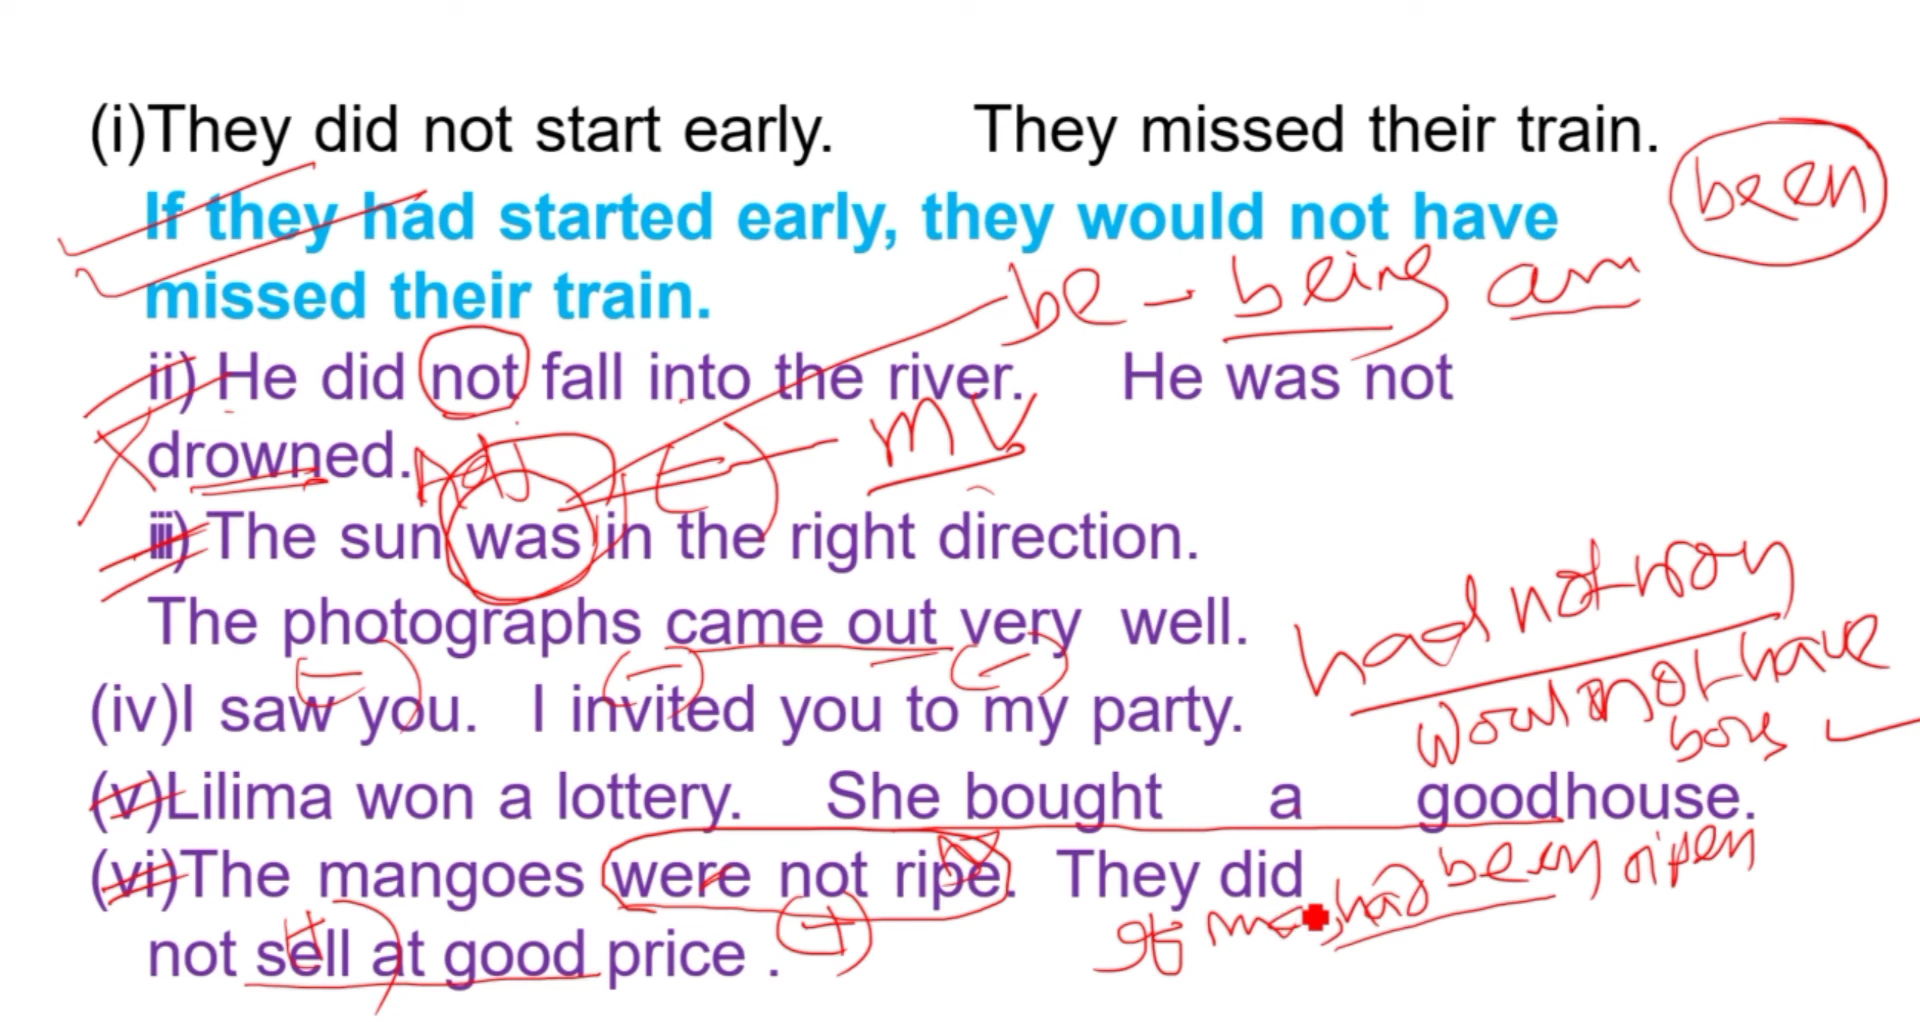 (i)They did not start early. They missed their train.
been
If they had started early, they would not have
missed their train.
be - being am
ii) He did not fall into the river. He was not
mv
drowned. Adj
iii) The sun was in the right direction.
had not won
The photographs came out very well.
would not have
(iv)I saw you. I invited you to my party.
(v)Lilima won a lottery. She bought a goodhouse.
(vi)The mangoes were not ripe. They did
had been ripen
not sell at good price .